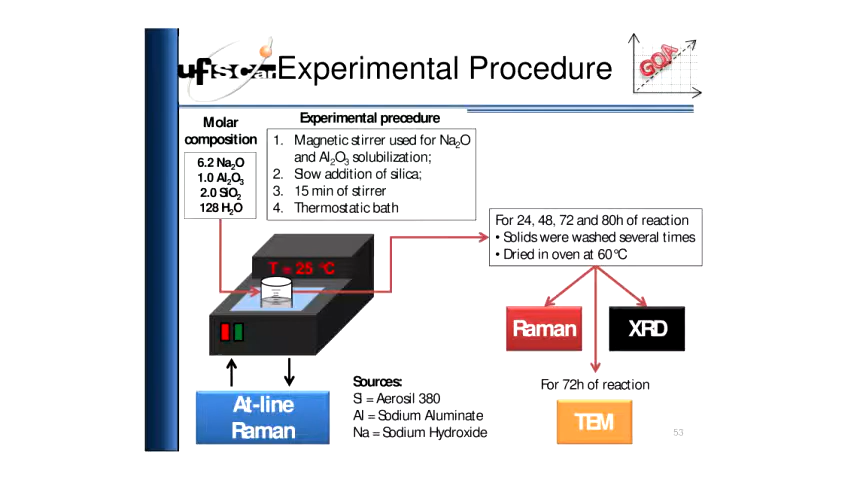 ufSCar
Experimental Procedure
GOA
Molar
composition
6.2 Na₂O
1.0 Al₂O₃
2.0 SiO₂
128 H₂O
Experimental precedure
1. Magnetic stirrer used for Na₂O
and Al₂O₃ solubilization;
2. Slow addition of silica;
3. 15 min of stirrer
4. Thermostatic bath
For 24, 48, 72 and 80h of reaction
• Solids were washed several times
• Dried in oven at 60°C
T = 25 °C
Raman
XRD
For 72h of reaction
TEM
At-line
Raman
Sources:
Si = Aerosil 380
Al = Sodium Aluminate
Na = Sodium Hydroxide
53